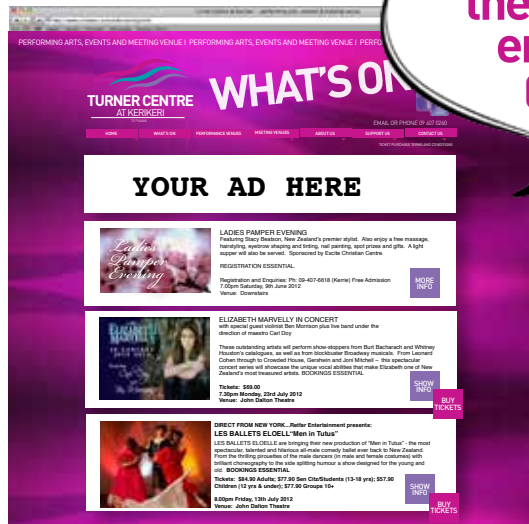 the
en
PERFORMING ARTS, EVENTS AND MEETING VENUE I PERFORMING ARTS, EVENTS AND MEETING VENUE I PERFO
TURNER CENTRE
AT KERIKERI
WHAT'S ON
EMAIL OR PHONE 09 407 0260
HOME WHAT'S ON PERFORMANCE VENUES MEETING VENUES ABOUT US SUPPORT US CONTACT US
TICKET PURCHASE TERMS AND CONDITIONS
YOUR AD HERE
Ladies
Pamper
Evening
LADIES PAMPER EVENING
Featuring Stacy Beatson, New Zealand's premier stylist. Also enjoy a free massage,
hairstyling, eyebrow shaping and tinting, nail painting, spot prizes and gifts. A light
supper will also be served. Sponsored by Excite Christian Centre.
REGISTRATION ESSENTIAL.
Registration and Enquiries: Ph: 09-407-6618 (Kerrie) Free Admission
7.00pm Saturday, 9th June 2012
Venue: Downstairs
MORE
INFO
ELIZABETH
MARVELLY
ELIZABETH MARVELLY IN CONCERT
with special guest violinist Ben Morrison plus live band under the
direction of maestro Carl Doy
These outstanding artists will perform show-stoppers from Burt Bacharach and Whitney
Houston's catalogues, as well as from blockbuster Broadway musicals. From Leonard
Cohen through to Crowded House, Gershein and Joni Mitchell – this spectacular
concert series will showcase the unique vocal abilities that make Elizabeth one of New
Zealand's most treasured artists. BOOKINGS ESSENTIAL
Tickets: $69.00
7.30pm Monday, 23rd July 2012
Venue: John Dalton Theatre
SHOW
INFO
BUY
TICKETS
DIRECT FROM NEW YORK...Retfer Entertainment presents:
LES BALLETS ELOELL"Men in Tutus"
LES BALLETS ELOELL are bringing their new production of "Men in Tutus" - the most
spectacular, talented and hilarious all-male comedy ballet ever back to New Zealand.
From the thrilling pirouettes of the male dancers (in male and female costumes) with
brilliant choreography to the side splitting humour a show designed for the young and
old. BOOKINGS ESSENTIAL
Tickets: $84.90 Adults; $77.90 Sen Citz/Students (13-18 yrs); $57.90
Children (12 yrs & under); $77.90 Groups 10+
8.00pm Friday, 13th July 2012
Venue: John Dalton Theatre
SHOW
INFO
BUY
TICKETS